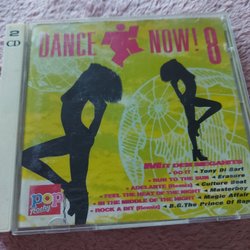 2 CD
DANCE NOW! 8
Mit den Megahits
DO IT ◄ Tony Di Bart
RUN TO THE SUN ◄ Erasure
ADELANTE (Remix) ◄ Culture Beat
FEEL THE HEAT OF THE NIGHT ◄ Masterboy
IN THE MIDDLE OF THE NIGHT ◄ Magic Affair
ROCK A BIT (Remix) ◄ B.G. The Prince Of Rap
pop
Rocky